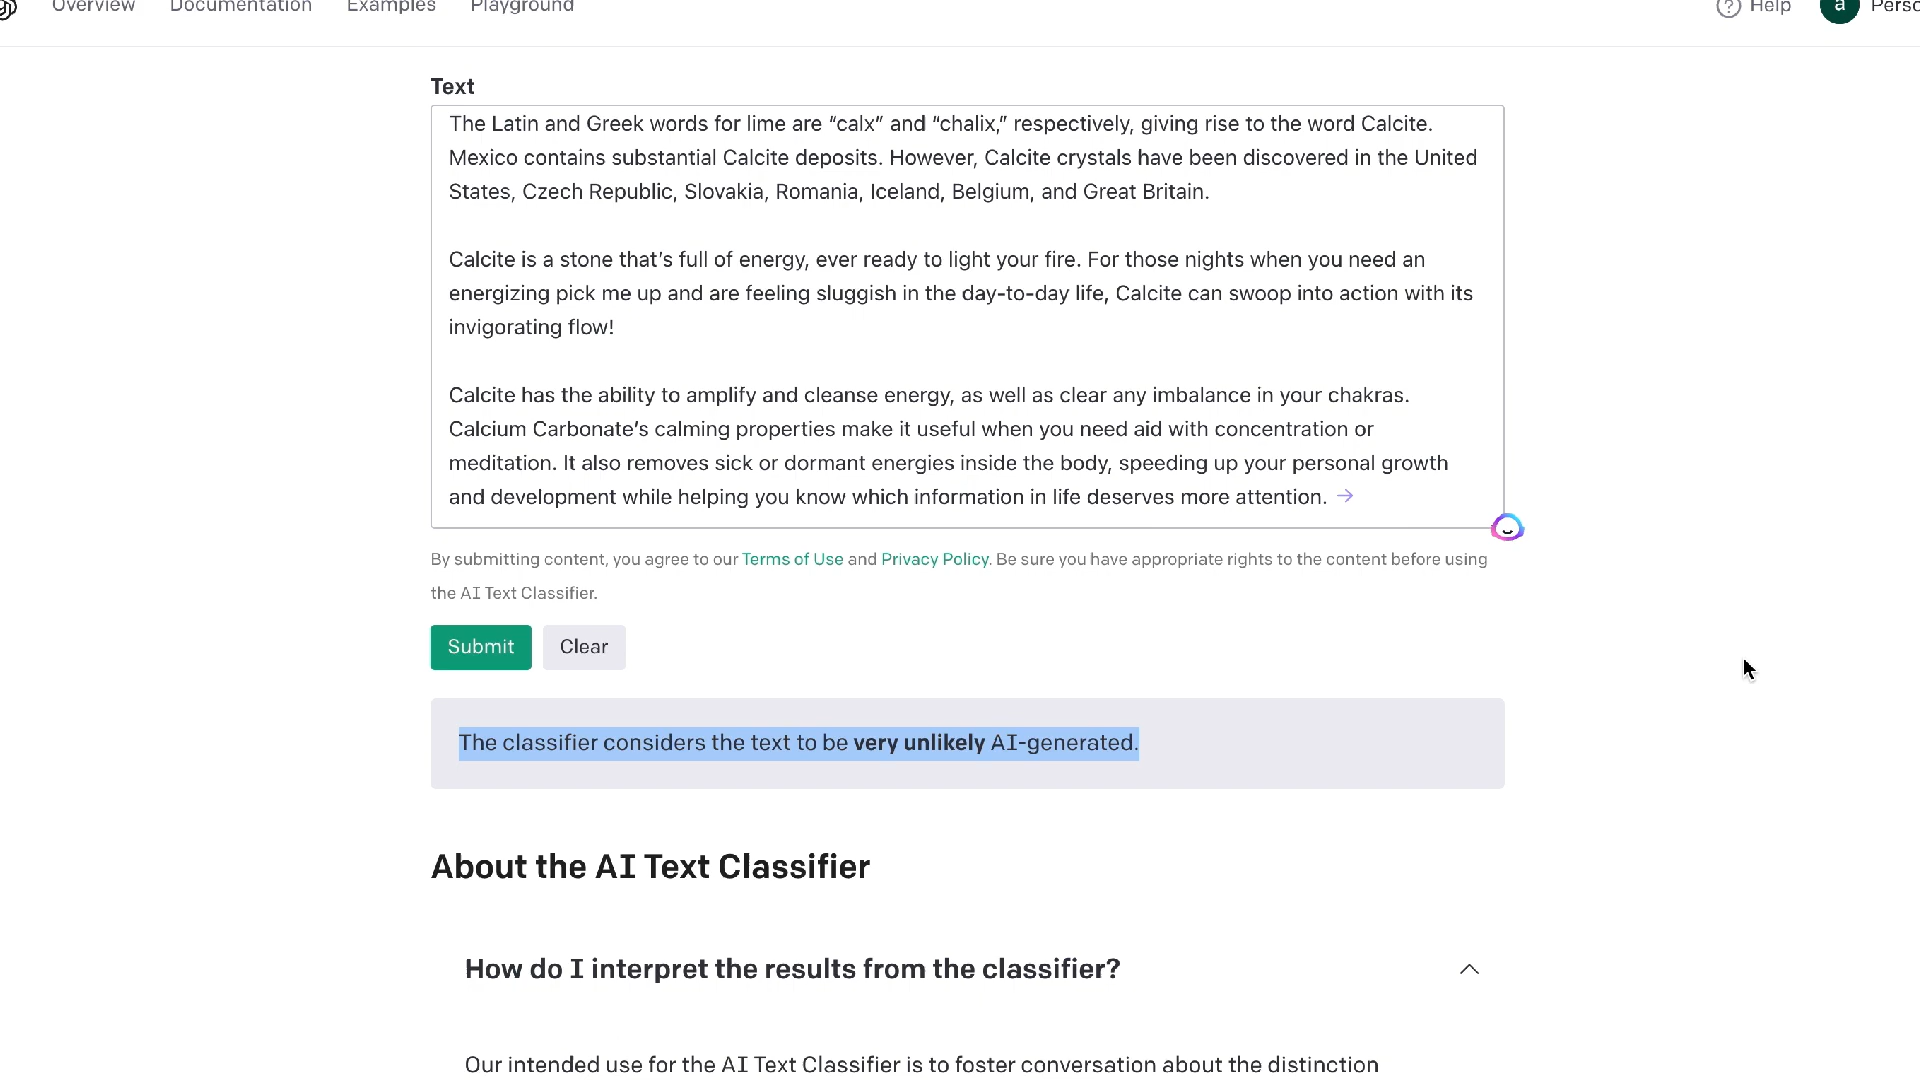 Overview Documentation Examples Playground Help a
Text
The Latin and Greek words for lime are “calx” and “chalix,” respectively, giving rise to the word Calcite.
Mexico contains substantial Calcite deposits. However, Calcite crystals have been discovered in the United
States, Czech Republic, Slovakia, Romania, Iceland, Belgium, and Great Britain.
Calcite is a stone that’s full of energy, ever ready to light your fire. For those nights when you need an
energizing pick me up and are feeling sluggish in the day-to-day life, Calcite can swoop into action with its
invigorating flow!
Calcite has the ability to amplify and cleanse energy, as well as clear any imbalance in your chakras.
Calcium Carbonate’s calming properties make it useful when you need aid with concentration or
meditation. It also removes sick or dormant energies inside the body, speeding up your personal growth
and development while helping you know which information in life deserves more attention. →
By submitting content, you agree to our Terms of Use and Privacy Policy. Be sure you have appropriate rights to the content before using
the AI Text Classifier.
Submit Clear
The classifier considers the text to be very unlikely AI-generated.
About the AI Text Classifier
How do I interpret the results from the classifier?
Our intended use for the AI Text Classifier is to foster conversation about the distinction